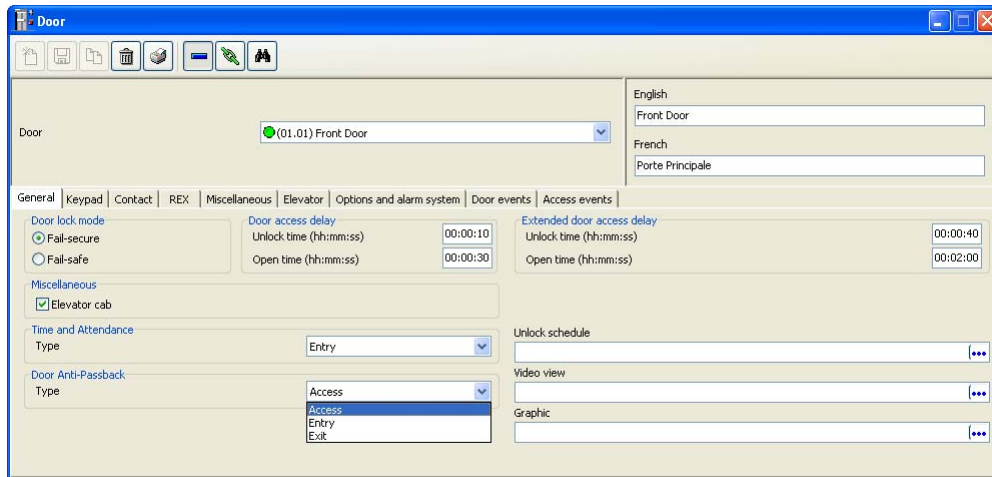 Door
English
Front Door
Door
(01.01) Front Door
French
Porte Principale
General Keypad Contact REX Miscellaneous Elevator Options and alarm system Door events Access events
Door lock mode
Fail-secure
Fail-safe
Door access delay
Unlock time (hh:mm:ss) 00:00:10
Open time (hh:mm:ss) 00:00:30
Extended door access delay
Unlock time (hh:mm:ss) 00:00:40
Open time (hh:mm:ss) 00:02:00
Miscellaneous
Elevator cab
Time and Attendance
Type Entry
Door Anti-Passback
Type Access
Access
Entry
Exit
Unlock schedule
Video view
Graphic